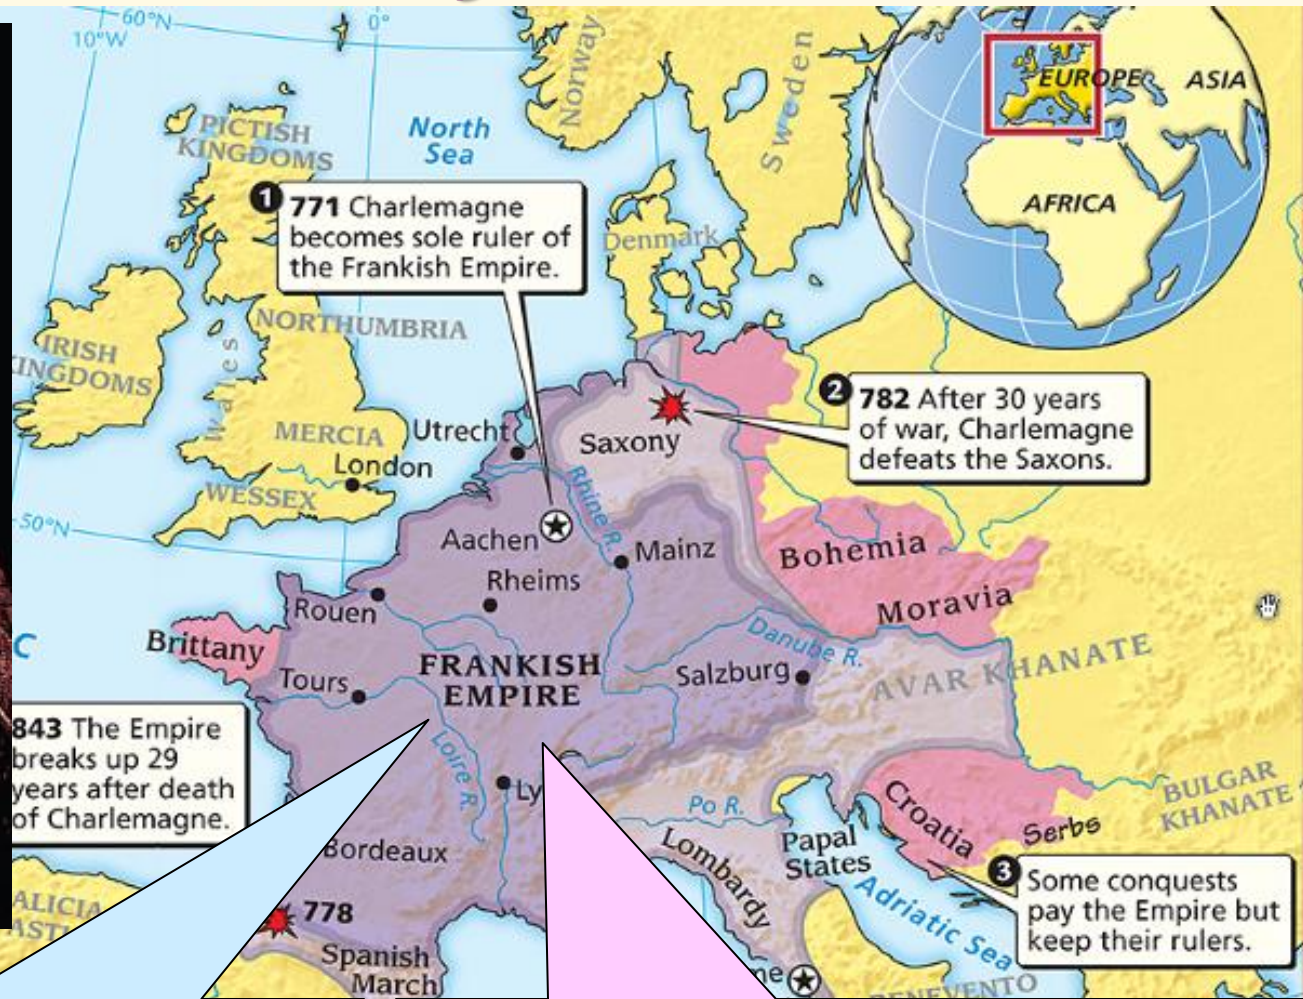 60°N
10°W
0°
Norway
Sweden
EUROPE
ASIA
AFRICA
PICTISH
KINGDOMS
North
Sea
1
771 Charlemagne
becomes sole ruler of
the Frankish Empire.
Denmark
NORTHUMBRIA
IRISH
KINGDOMS
Wales
2
782 After 30 years
of war, Charlemagne
defeats the Saxons.
MERCIA
Utrecht
Saxony
London
WESSEX
Rhine R.
50°N
Aachen
Mainz
Bohemia
Rheims
Rouen
Moravia
C
Brittany
Danube R.
FRANKISH
EMPIRE
Tours
Salzburg
AVAR KHANATE
843 The Empire
breaks up 29
years after death
of Charlemagne.
Loire R.
Ly
Po R.
Croatia
BULGAR
KHANATE
Serbs
Papal
States
Lombardy
Bordeaux
3
Some conquests
pay the Empire but
keep their rulers.
Adriatic Sea
ALICIA
AST
778
Spanish
March
me
BENEVENTO